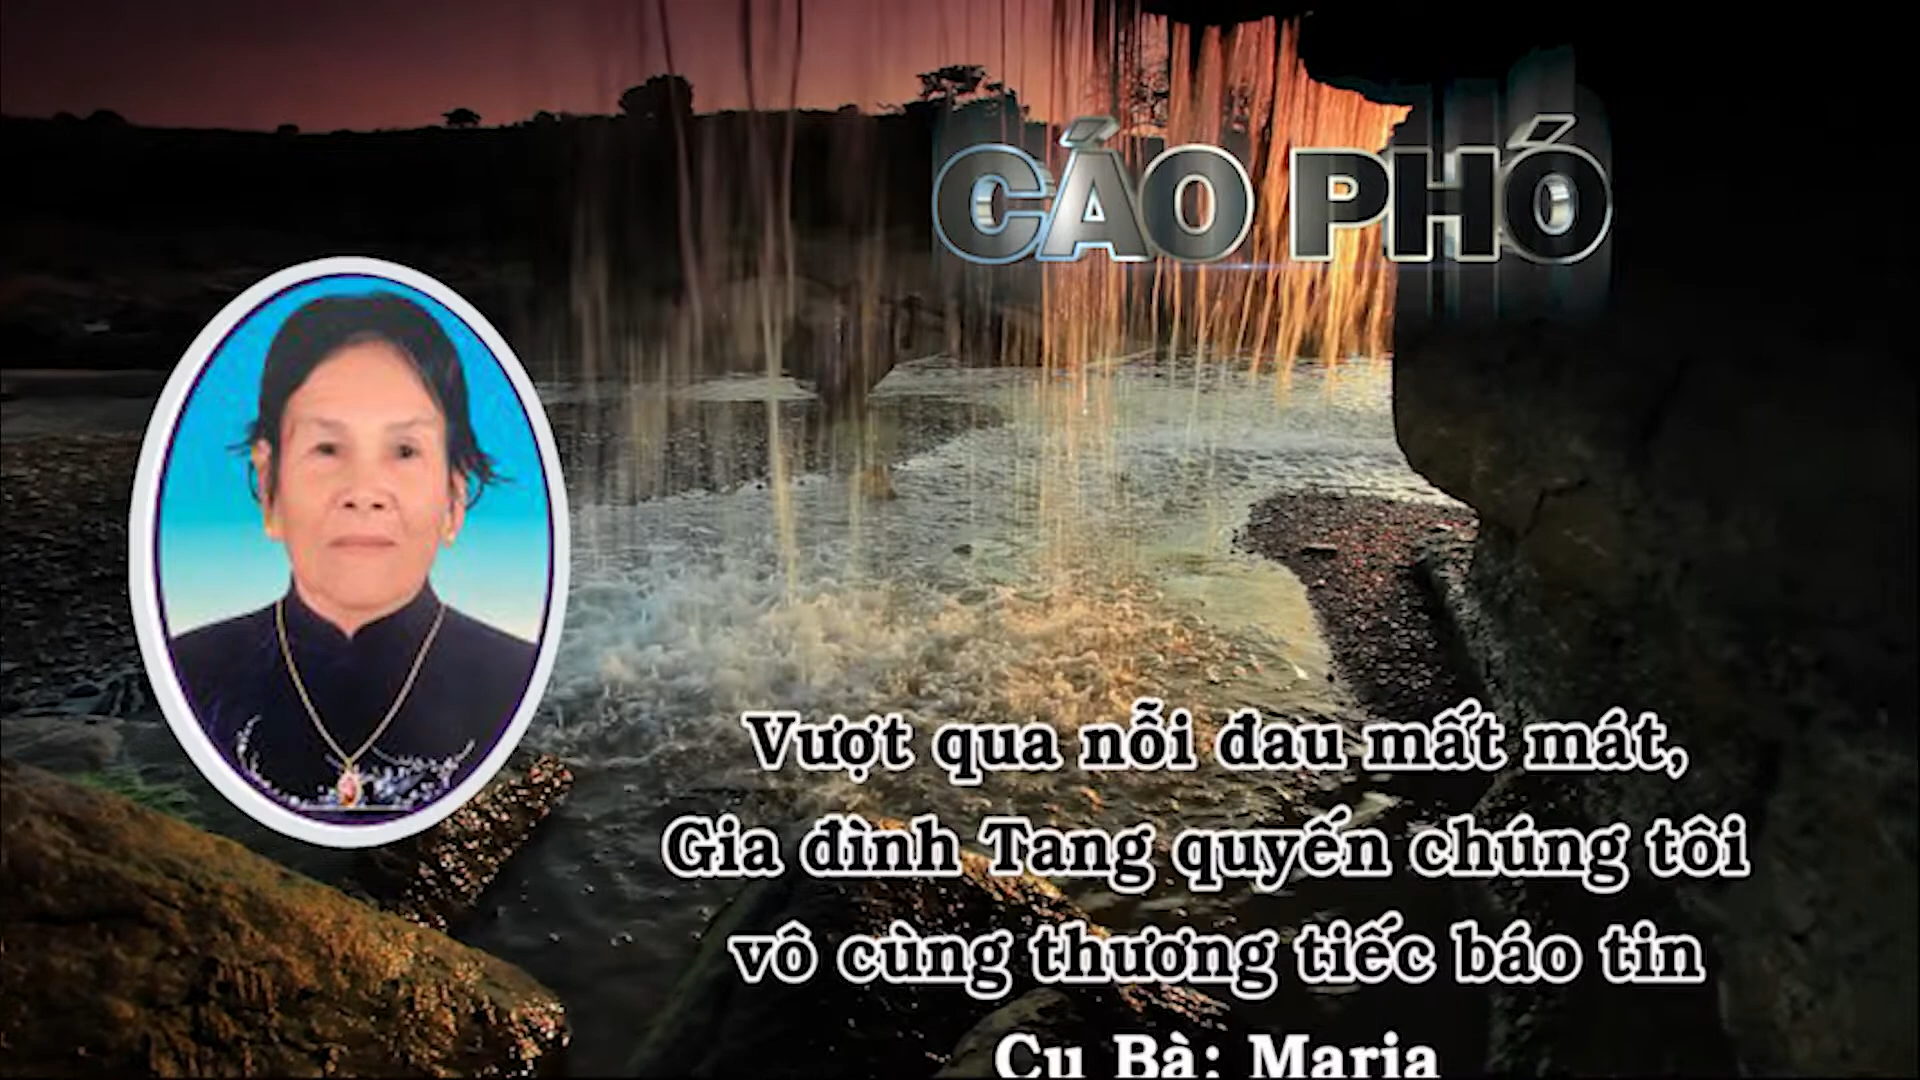 CÁO PHÓ
Vượt qua nỗi đau mất mát,
Gia đình Tang quyến chúng tôi
vô cùng thương tiếc báo tin
Cụ Bà: Maria